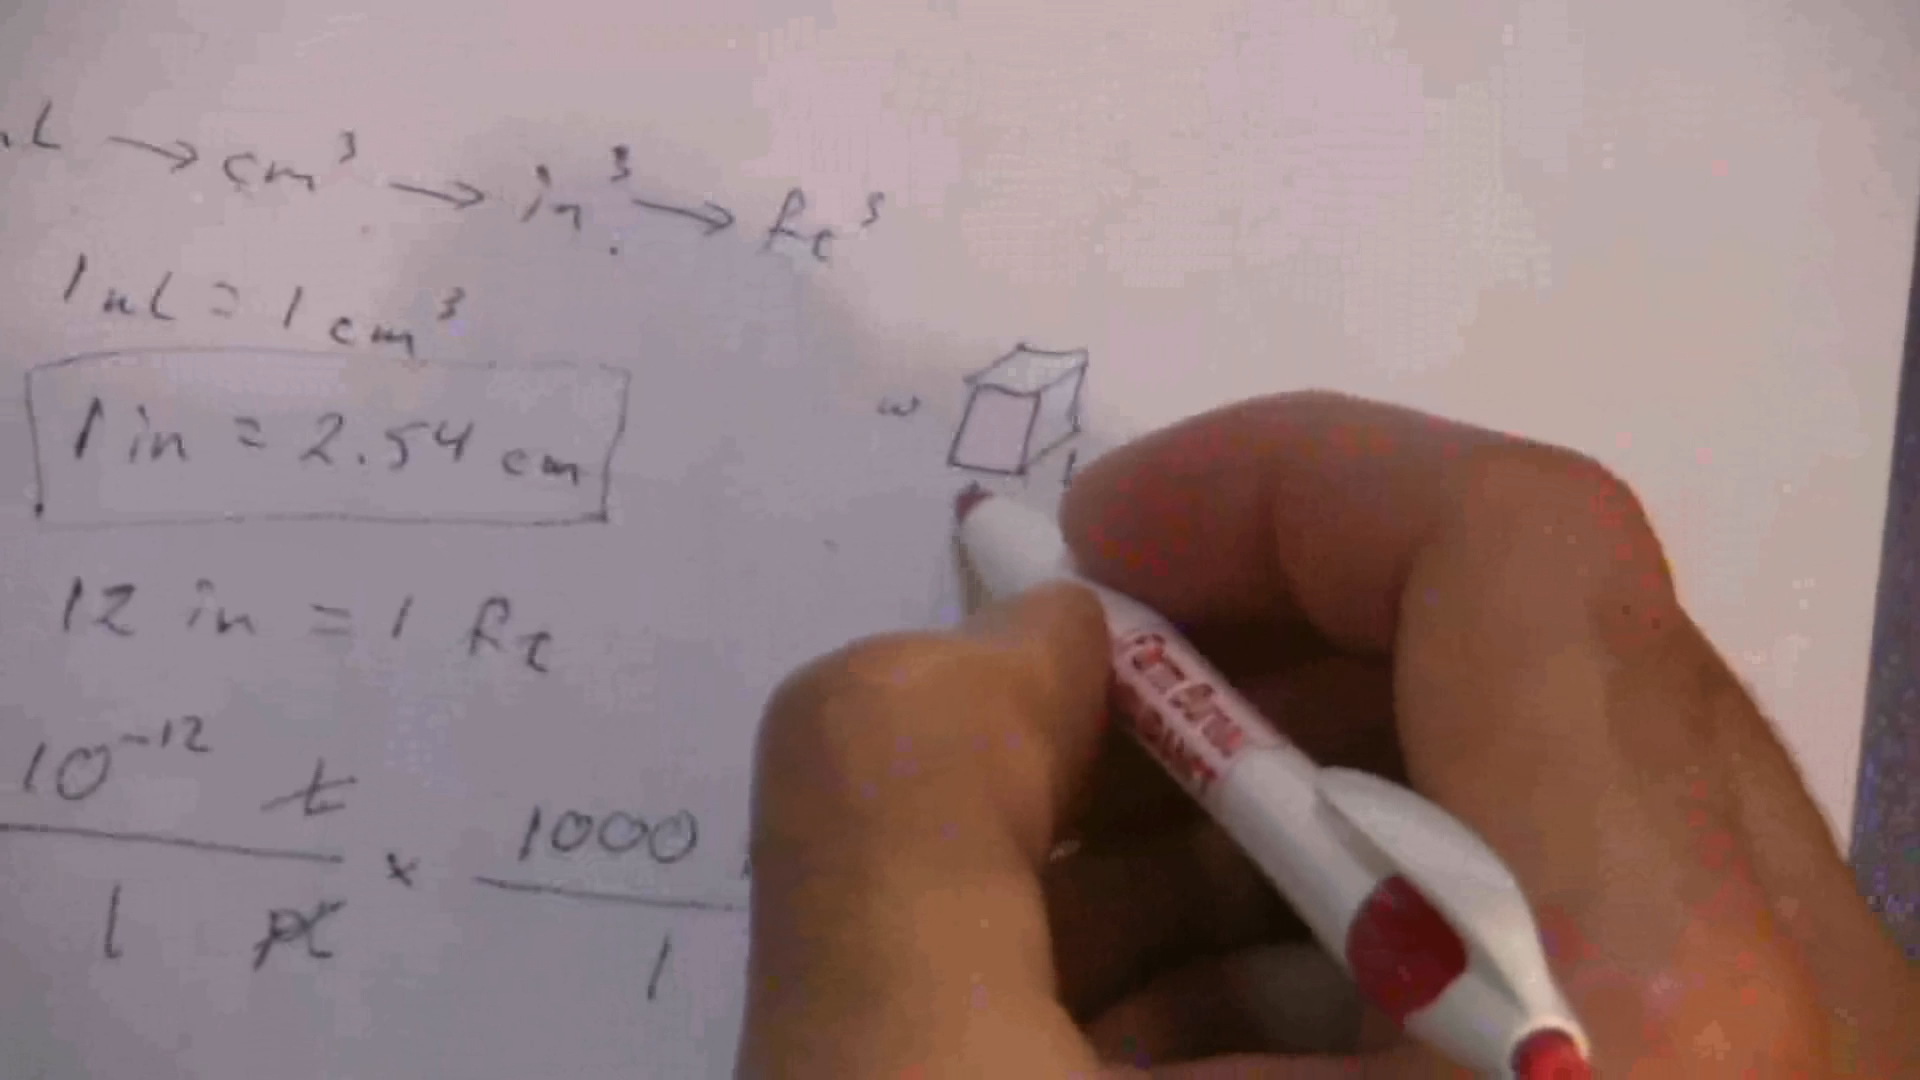 L → cm³ → in³ → ft³
1 mL = 1 cm³
1 in = 2.54 cm
w
12 in = 1 ft
10⁻¹² t
× 1000
1 pt
1